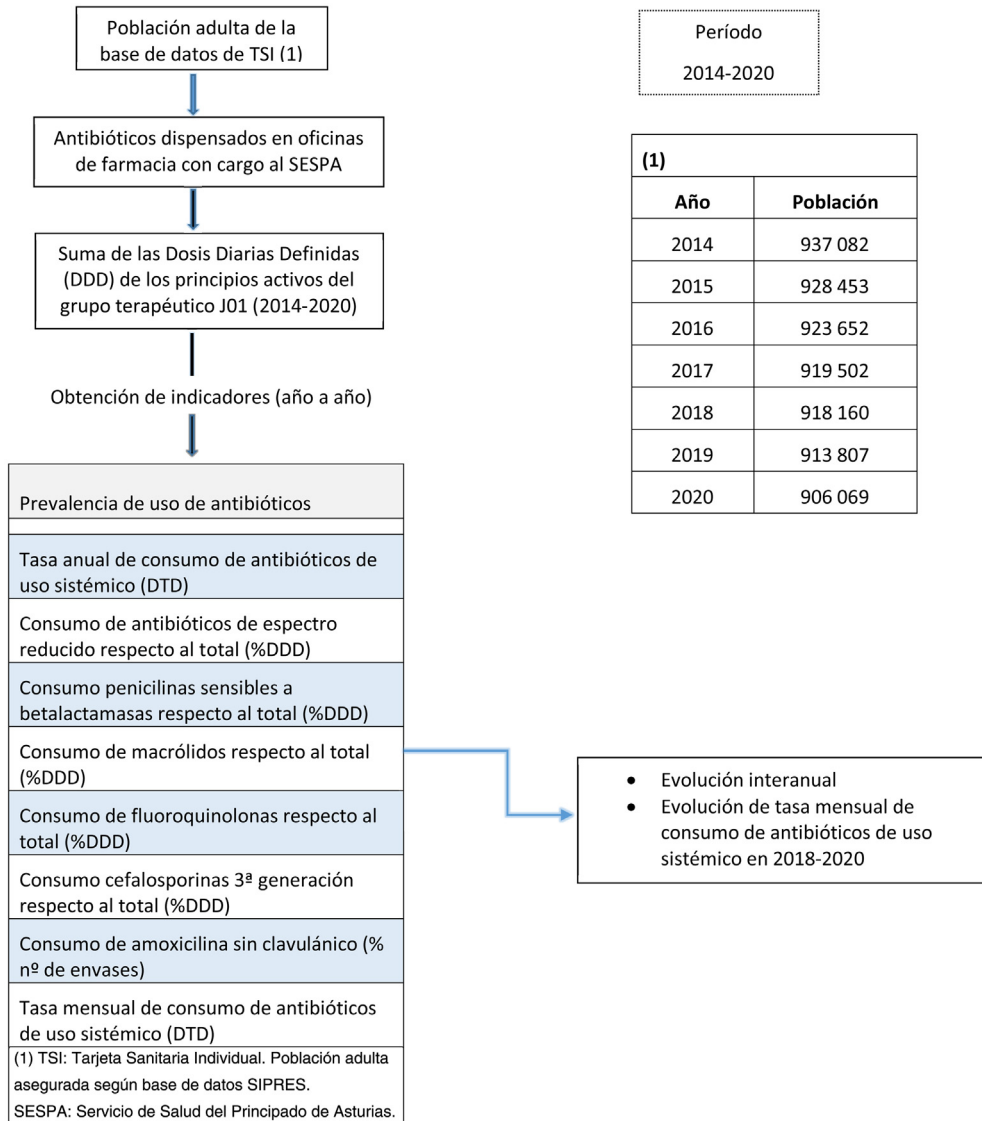 Población adulta de la
base de datos de TSI (1)
Antibióticos dispensados en oficinas
de farmacia con cargo al SESPA
Suma de las Dosis Diarias Definidas
(DDD) de los principios activos del
grupo terapéutico J01 (2014-2020)
Obtención de indicadores (año a año)
Prevalencia de uso de antibióticos
Tasa anual de consumo de antibióticos de
uso sistémico (DTD)
Consumo de antibióticos de espectro
reducido respecto al total (%DDD)
Consumo penicilinas sensibles a
betalactamasas respecto al total (%DDD)
Consumo de macrólidos respecto al total
(%DDD)
Consumo de fluoroquinolonas respecto al
total (%DDD)
Consumo cefalosporinas 3ª generación
respecto al total (%DDD)
Consumo de amoxicilina sin clavulánico (%
nº de envases)
Tasa mensual de consumo de antibióticos
de uso sistémico (DTD)
(1) TSI: Tarjeta Sanitaria Individual. Población adulta
asegurada según base de datos SIPRES.
SESPA: Servicio de Salud del Principado de Asturias.
Período
2014-2020
(1)
Año Población
2014 937 082
2015 928 453
2016 923 652
2017 919 502
2018 918 160
2019 913 807
2020 906 069
• Evolución interanual
• Evolución de tasa mensual de
consumo de antibióticos de uso
sistémico en 2018-2020